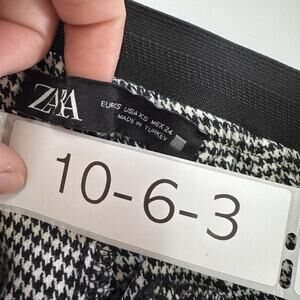 ZARA
EUR S USA XS MEX 24
MADE IN TURKEY
10-6-3